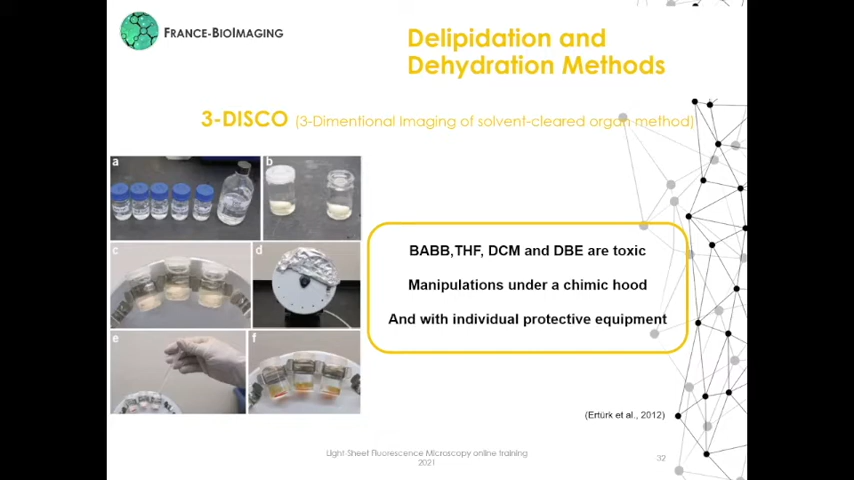 FRANCE-BIOIMAGING
Delipidation and
Dehydration Methods
3-DISCO (3-Dimentional Imaging of solvent-cleared organ method)
a
b
c
d
e
f
BABB,THF, DCM and DBE are toxic
Manipulations under a chimic hood
And with individual protective equipment
(Ertürk et al., 2012)
Light-Sheet Fluorescence Microscopy online training
2021
32